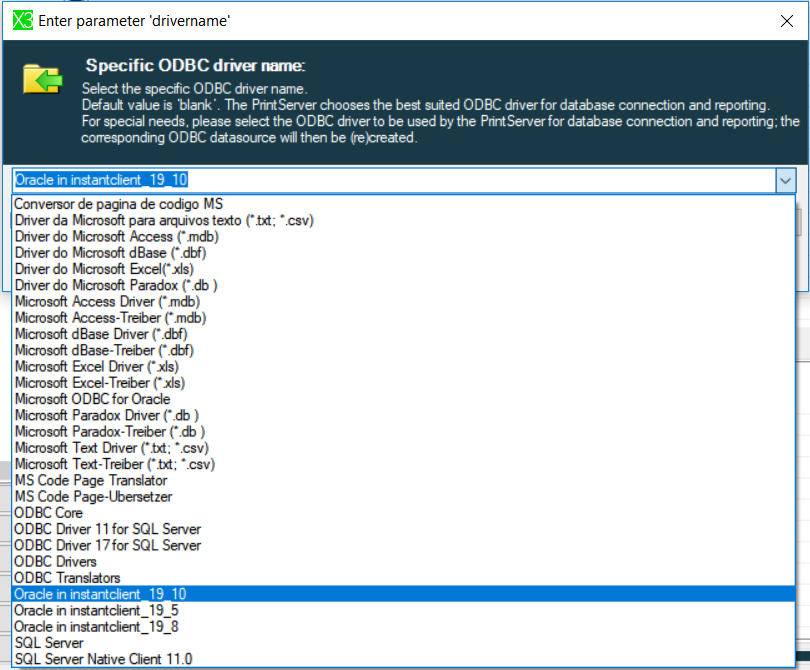 X3 Enter parameter 'drivername'
Specific ODBC driver name:
Select the specific ODBC driver name.
Default value is 'blank'. The PrintServer chooses the best suited ODBC driver for database connection and reporting.
For special needs, please select the ODBC driver to be used by the PrintServer for database connection and reporting; the
corresponding ODBC datasource will then be (re)created.
Oracle in instantclient_19_10
Conversor de pagina de codigo MS
Driver da Microsoft para arquivos texto (*.txt; *.csv)
Driver do Microsoft Access (*.mdb)
Driver do Microsoft dBase (*.dbf)
Driver do Microsoft Excel(*.xls)
Driver do Microsoft Paradox (*.db )
Microsoft Access Driver (*.mdb)
Microsoft Access-Treiber (*.mdb)
Microsoft dBase Driver (*.dbf)
Microsoft dBase-Treiber (*.dbf)
Microsoft Excel Driver (*.xls)
Microsoft Excel-Treiber (*.xls)
Microsoft ODBC for Oracle
Microsoft Paradox Driver (*.db )
Microsoft Paradox-Treiber (*.db )
Microsoft Text Driver (*.txt; *.csv)
Microsoft Text-Treiber (*.txt; *.csv)
MS Code Page Translator
MS Code Page-Ubersetzer
ODBC Core
ODBC Driver 11 for SQL Server
ODBC Driver 17 for SQL Server
ODBC Drivers
ODBC Translators
Oracle in instantclient_19_10
Oracle in instantclient_19_5
Oracle in instantclient_19_8
SQL Server
SQL Server Native Client 11.0